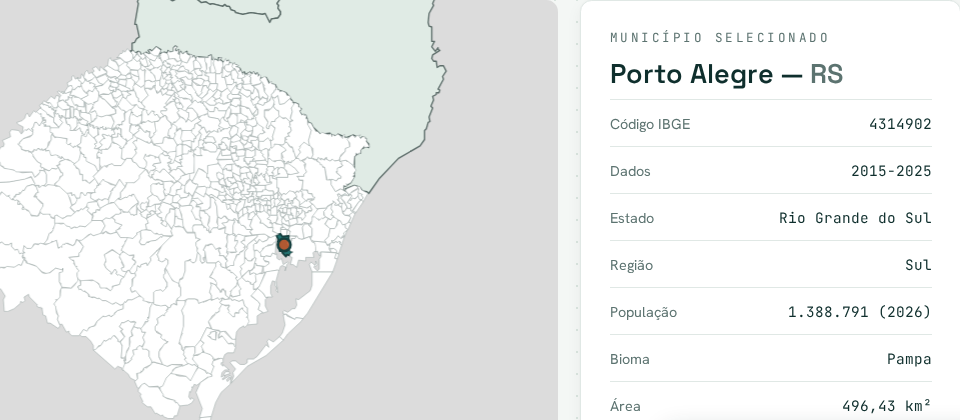 MUNICÍPIO SELECIONADO
Porto Alegre — RS
Código IBGE 4314902
Dados 2015-2025
Estado Rio Grande do Sul
Região Sul
População 1.388.791 (2026)
Bioma Pampa
Área 496,43 km²